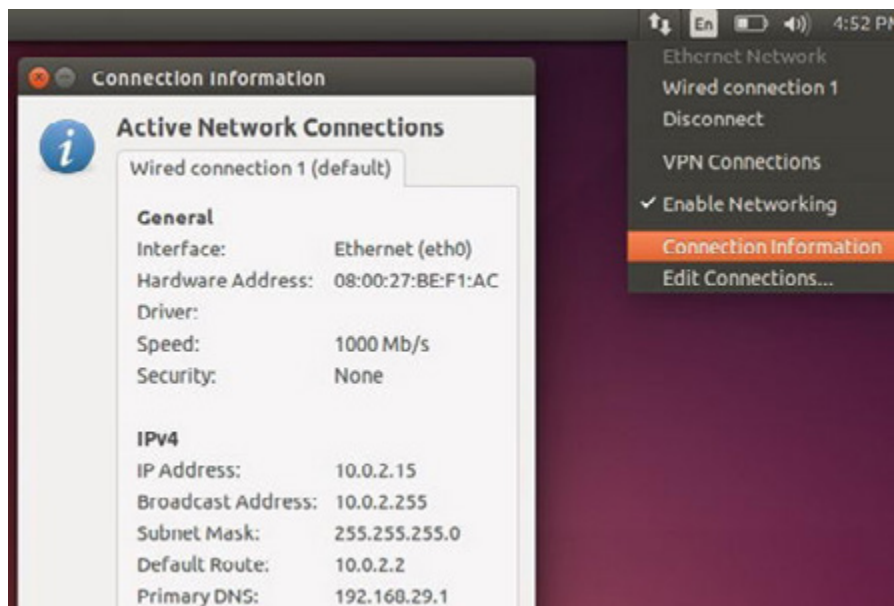 En 4:52 PM
Ethernet Network
Wired connection 1
Disconnect
VPN Connections
Enable Networking
Connection Information
Edit Connections...
Connection Information
Active Network Connections
Wired connection 1 (default)
General
Interface: Ethernet (eth0)
Hardware Address: 08:00:27:BE:F1:AC
Driver:
Speed: 1000 Mb/s
Security: None
IPv4
IP Address: 10.0.2.15
Broadcast Address: 10.0.2.255
Subnet Mask: 255.255.255.0
Default Route: 10.0.2.2
Primary DNS: 192.168.29.1